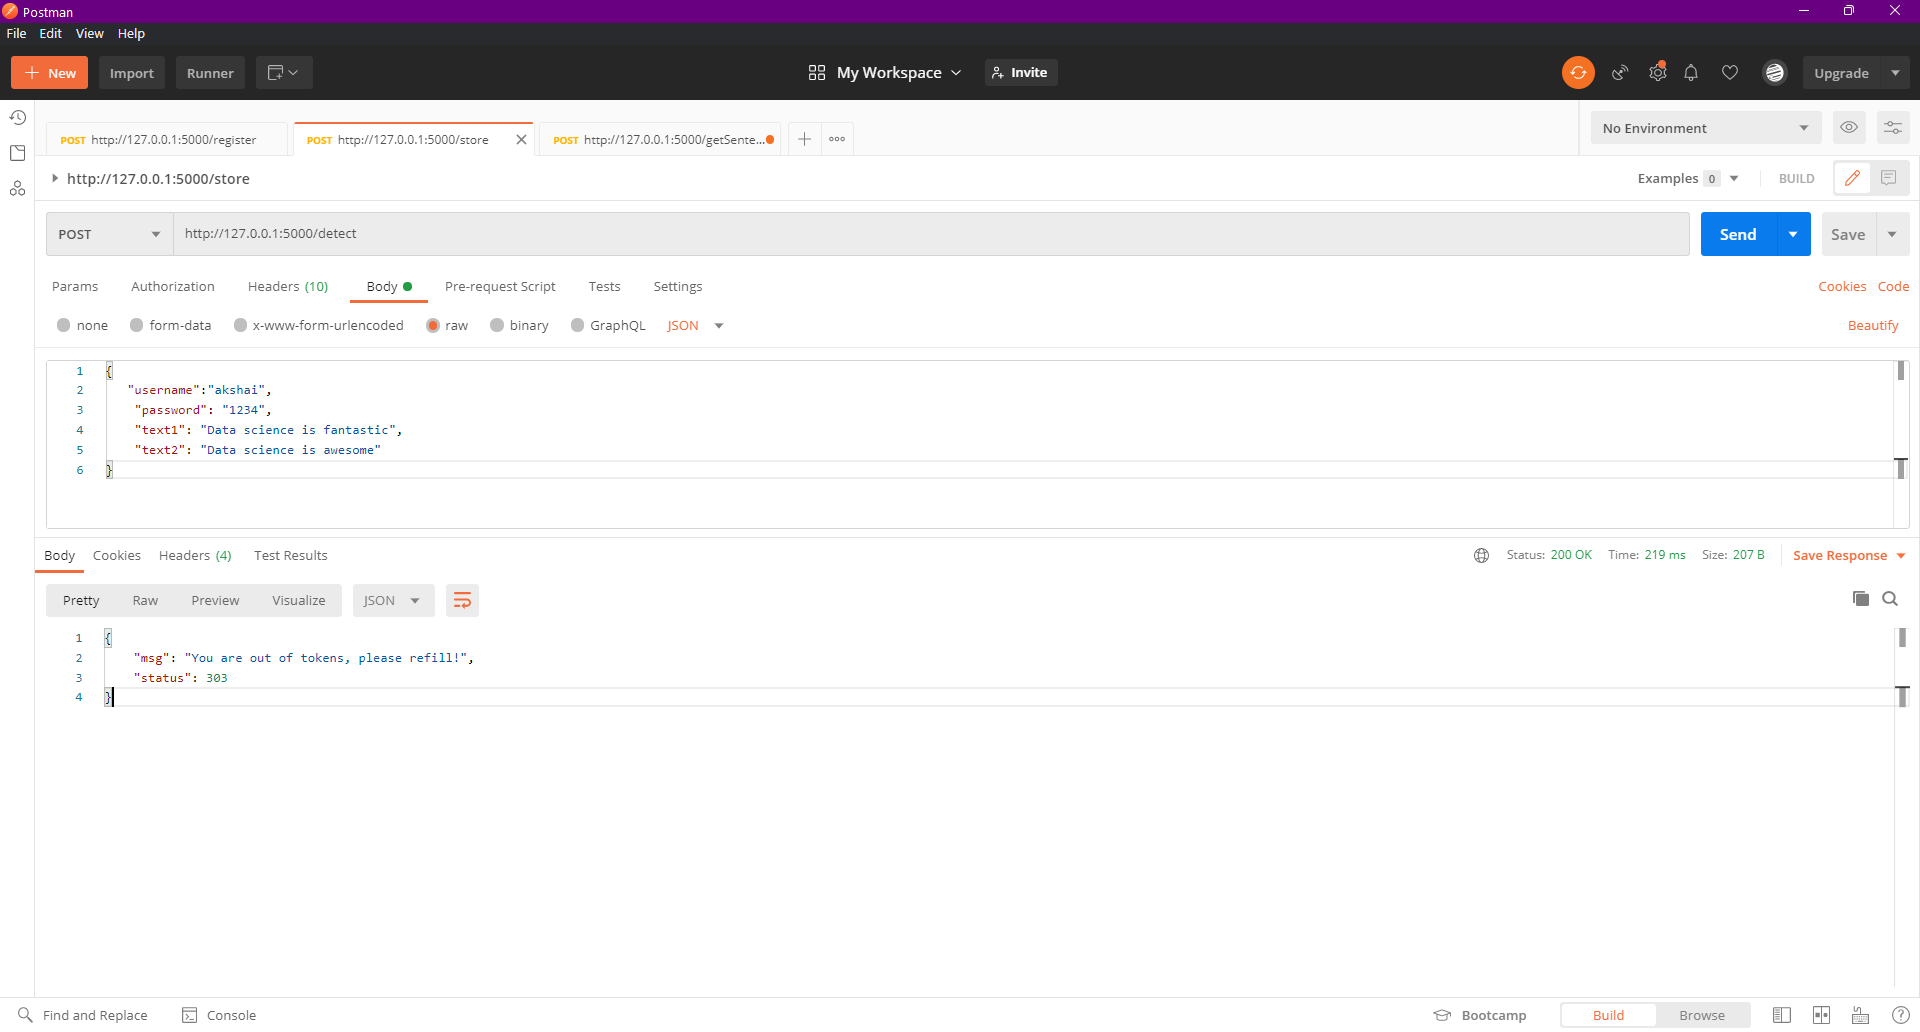 Postman
File Edit View Help
New Import Runner My Workspace Invite Upgrade
POST http://127.0.0.1:5000/register POST http://127.0.0.1:5000/store POST http://127.0.0.1:5000/getSente... No Environment
http://127.0.0.1:5000/store Examples 0 BUILD
POST http://127.0.0.1:5000/detect Send Save
Params Authorization Headers (10) Body Pre-request Script Tests Settings Cookies Code
none form-data x-www-form-urlencoded raw binary GraphQL JSON Beautify
1 {
2 "username":"akshai",
3 "password": "1234",
4 "text1": "Data science is fantastic",
5 "text2": "Data science is awesome"
6 }
Body Cookies Headers (4) Test Results Status: 200 OK Time: 219 ms Size: 207 B Save Response
Pretty Raw Preview Visualize JSON
1 {
2 "msg": "You are out of tokens, please refill!",
3 "status": 303
4 }
Find and Replace Console Bootcamp Build Browse